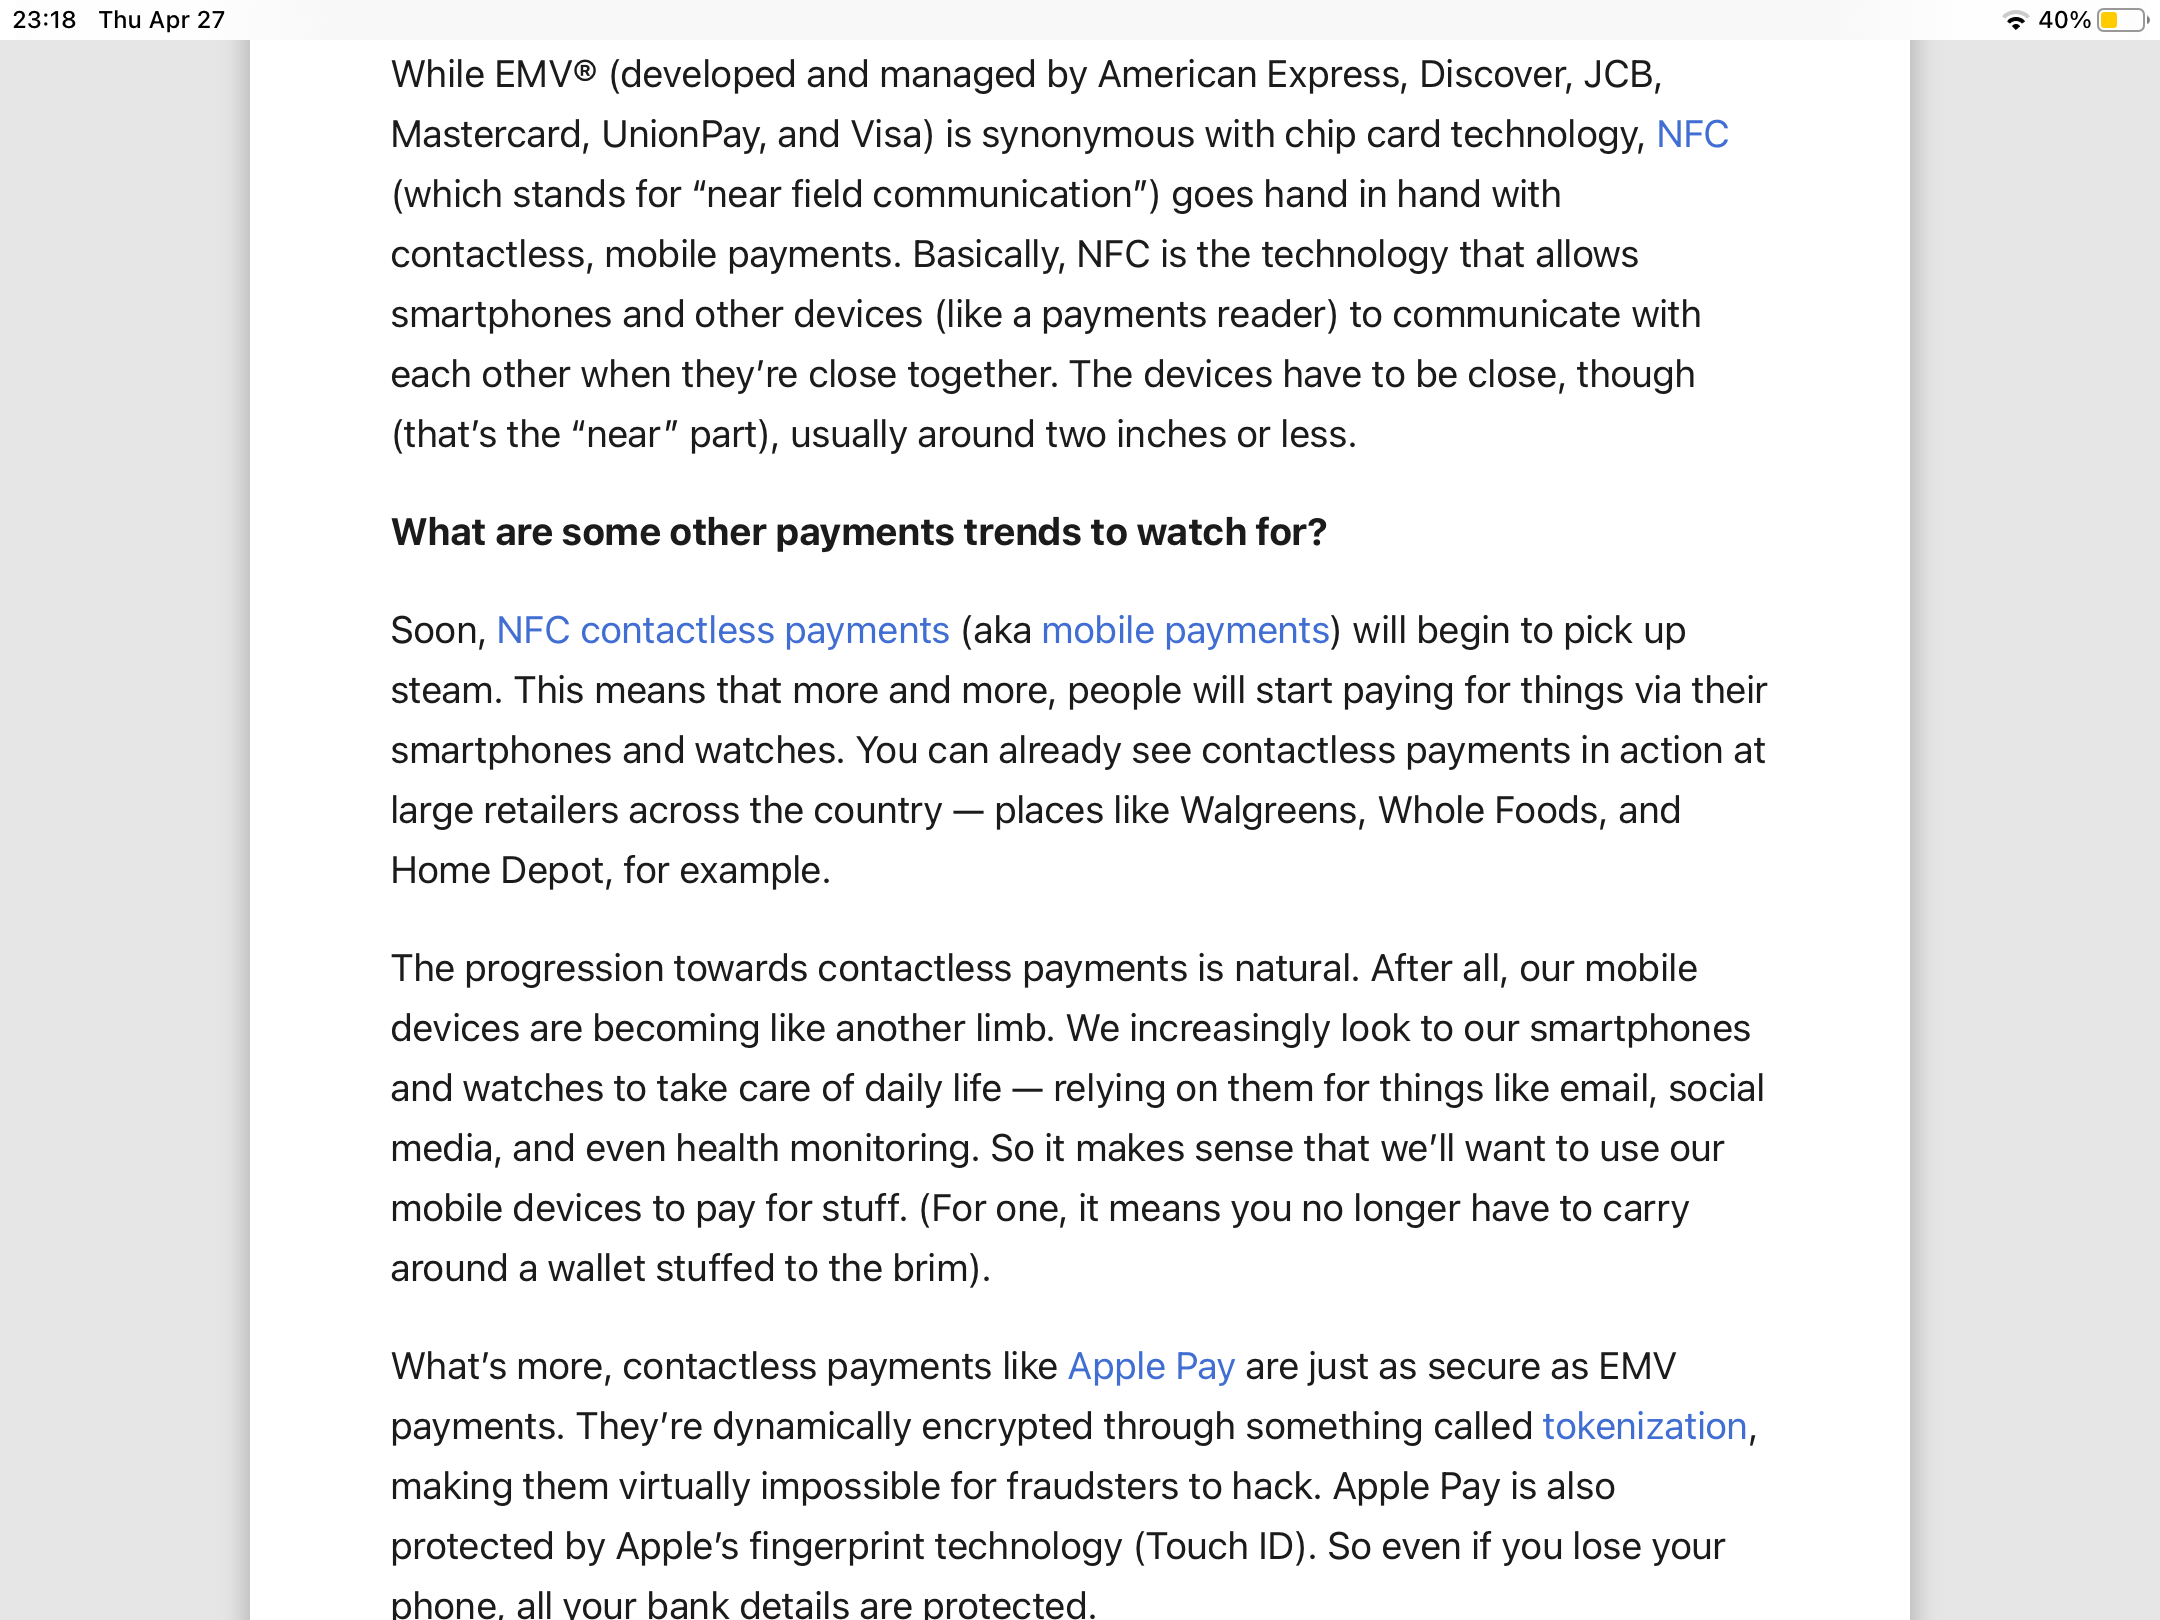 23:18 Thu Apr 27
40%
While EMV® (developed and managed by American Express, Discover, JCB,
Mastercard, UnionPay, and Visa) is synonymous with chip card technology, NFC
(which stands for “near field communication”) goes hand in hand with
contactless, mobile payments. Basically, NFC is the technology that allows
smartphones and other devices (like a payments reader) to communicate with
each other when they’re close together. The devices have to be close, though
(that’s the “near” part), usually around two inches or less.
What are some other payments trends to watch for?
Soon, NFC contactless payments (aka mobile payments) will begin to pick up
steam. This means that more and more, people will start paying for things via their
smartphones and watches. You can already see contactless payments in action at
large retailers across the country — places like Walgreens, Whole Foods, and
Home Depot, for example.
The progression towards contactless payments is natural. After all, our mobile
devices are becoming like another limb. We increasingly look to our smartphones
and watches to take care of daily life — relying on them for things like email, social
media, and even health monitoring. So it makes sense that we’ll want to use our
mobile devices to pay for stuff. (For one, it means you no longer have to carry
around a wallet stuffed to the brim).
What’s more, contactless payments like Apple Pay are just as secure as EMV
payments. They’re dynamically encrypted through something called tokenization,
making them virtually impossible for fraudsters to hack. Apple Pay is also
protected by Apple’s fingerprint technology (Touch ID). So even if you lose your
phone, all your bank details are protected.